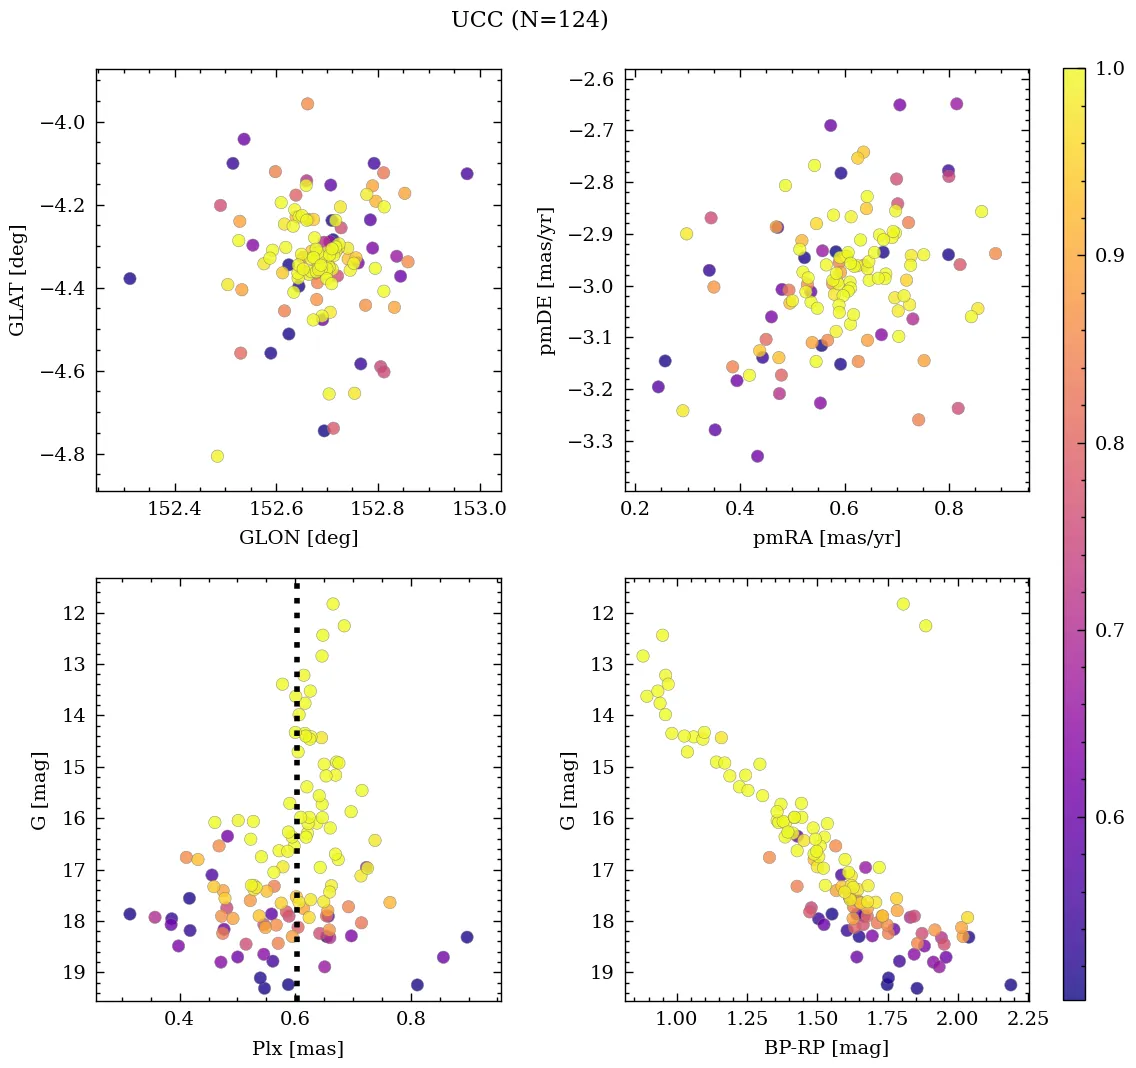 UCC (N=124)
−4.0
−4.2
−4.4
−4.6
−4.8
GLAT [deg]
152.4 152.6 152.8 153.0
GLON [deg]
−2.6
−2.7
−2.8
−2.9
−3.0
−3.1
−3.2
−3.3
pmDE [mas/yr]
0.2 0.4 0.6 0.8
pmRA [mas/yr]
12
13
14
15
16
17
18
19
G [mag]
0.4 0.6 0.8
Plx [mas]
12
13
14
15
16
17
18
19
G [mag]
1.00 1.25 1.50 1.75 2.00 2.25
BP-RP [mag]
1.0
0.9
0.8
0.7
0.6